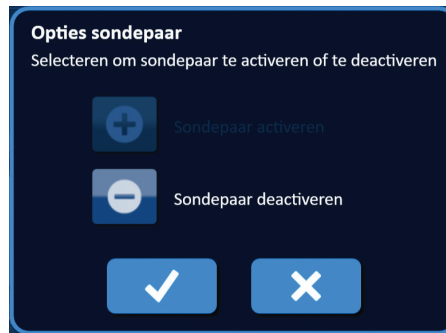 Opties sondepaar
Selecteren om sondepaar te activeren of te deactiveren
Sondepaar activeren
Sondepaar deactiveren